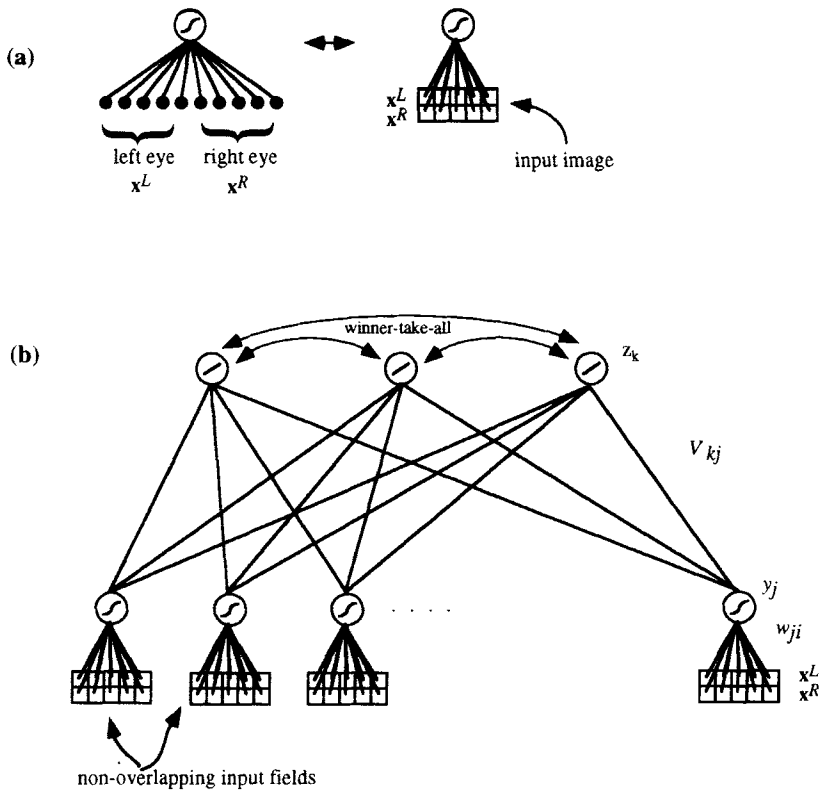 (a)
x^L
x^R
left eye right eye
x^L x^R
input image
(b)
winner-take-all
z_k
V_kj
y_j
. . . .
w_ji
x^L
x^R
non-overlapping input fields